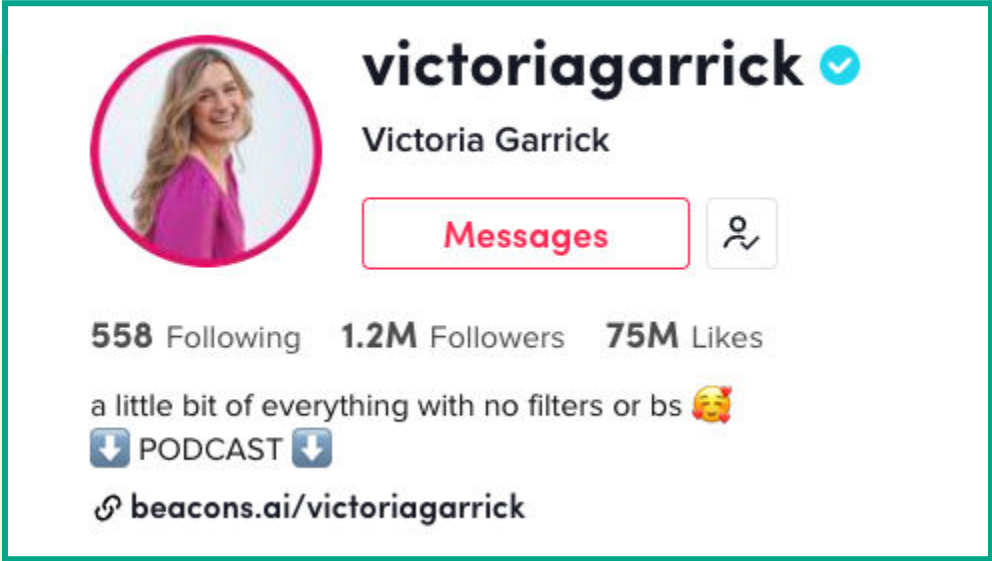 victoriagarrick
Victoria Garrick
Messages
558 Following 1.2M Followers 75M Likes
a little bit of everything with no filters or bs 🥰
⬇️ PODCAST ⬇️
beacons.ai/victoriagarrick